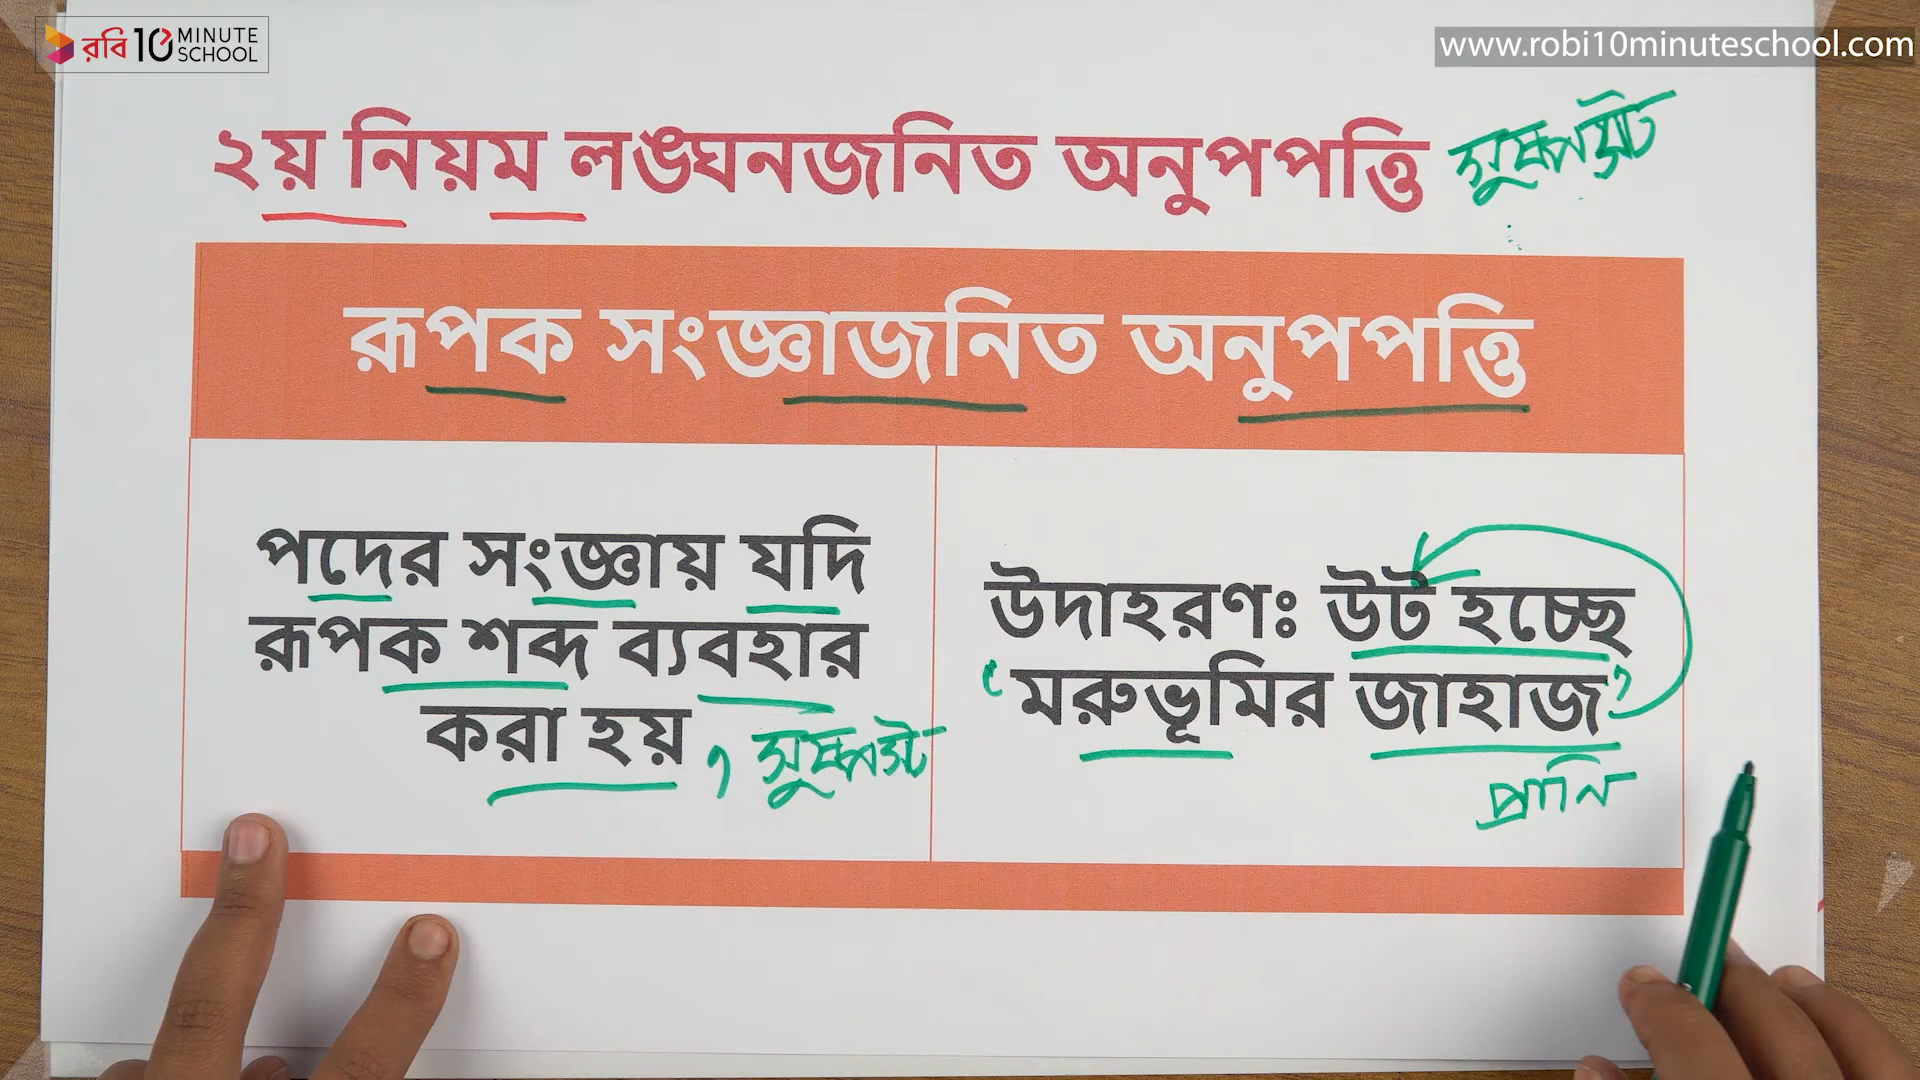 রবি 10 MINUTE SCHOOL
www.robi10minuteschool.com
২য় নিয়ম লঙ্ঘনজনিত অনুপপত্তি সুস্পষ্ট
রূপক সংজ্ঞাজনিত অনুপপত্তি
পদের সংজ্ঞায় যদি
রূপক শব্দ ব্যবহার
করা হয় , সুস্পষ্ট
উদাহরণঃ উট হচ্ছে
‘মরুভূমির জাহাজ’
প্রানি